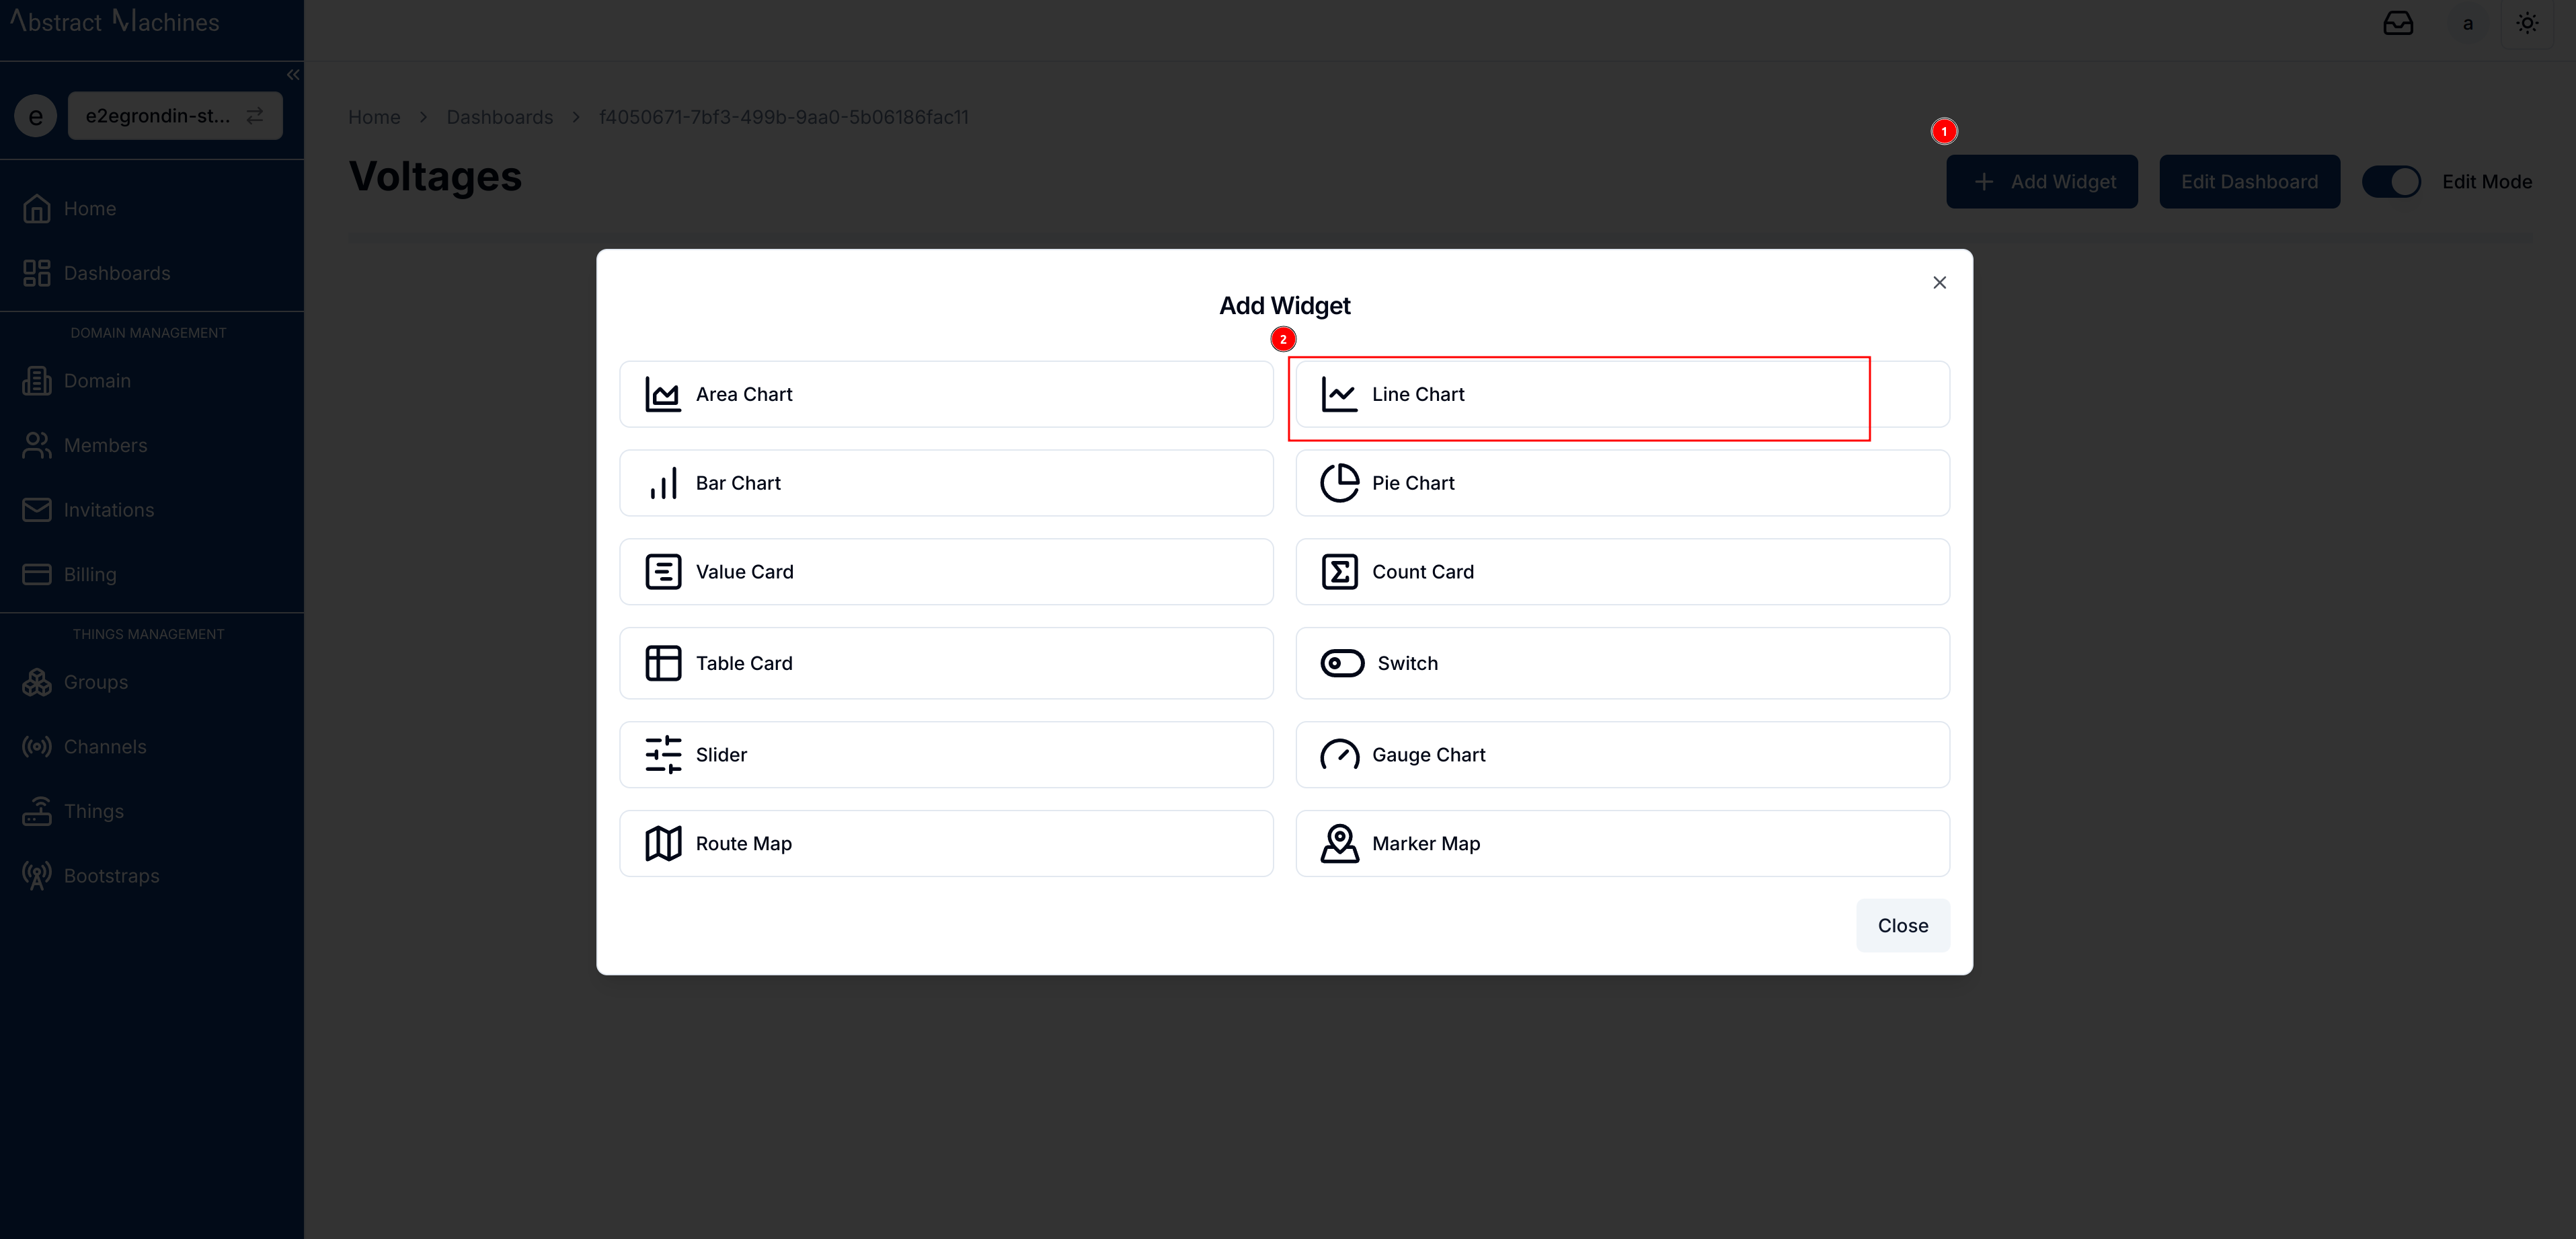 Abstract Machines
a
e
e2egrondin-st...
Home > Dashboards > f4050671-7bf3-499b-9aa0-5b06186fac11
1
Voltages
Add Widget
Edit Dashboard
Edit Mode
Home
Dashboards
DOMAIN MANAGEMENT
Domain
Members
Invitations
Billing
THINGS MANAGEMENT
Groups
Channels
Things
Bootstraps
Add Widget
2
Area Chart
Line Chart
Bar Chart
Pie Chart
Value Card
Count Card
Table Card
Switch
Slider
Gauge Chart
Route Map
Marker Map
Close